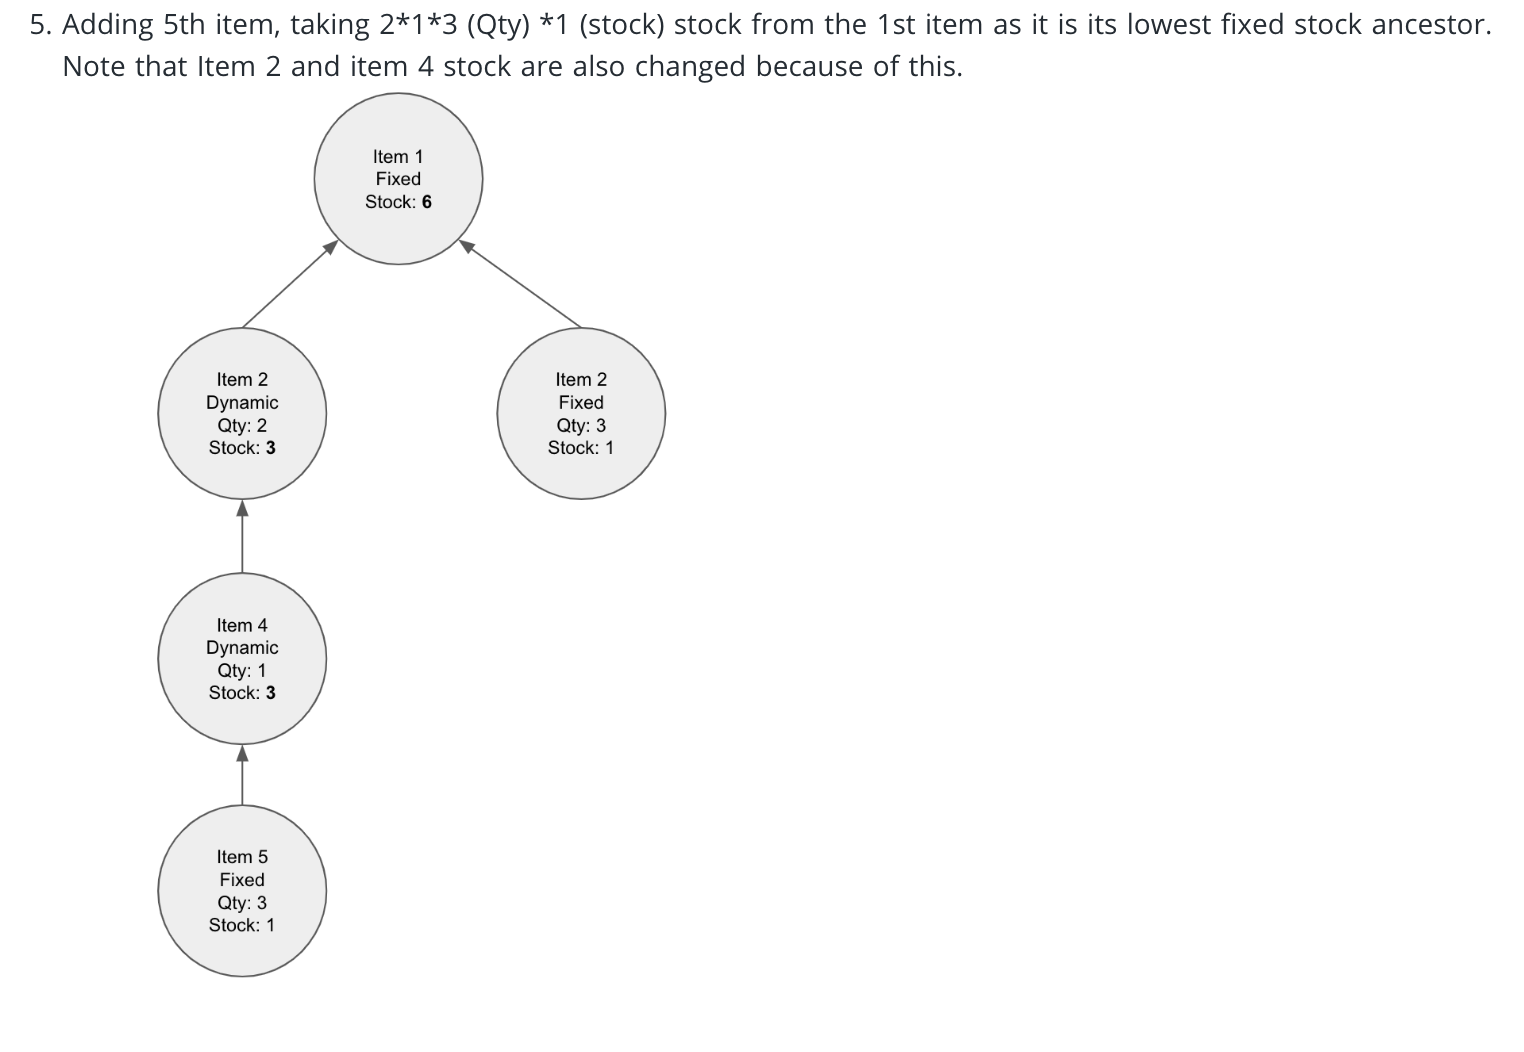 5. Adding 5th item, taking 2*1*3 (Qty) *1 (stock) stock from the 1st item as it is its lowest fixed stock ancestor.
Note that Item 2 and item 4 stock are also changed because of this.
Item 1
Fixed
Stock: 6
Item 2
Dynamic
Qty: 2
Stock: 3
Item 2
Fixed
Qty: 3
Stock: 1
Item 4
Dynamic
Qty: 1
Stock: 3
Item 5
Fixed
Qty: 3
Stock: 1